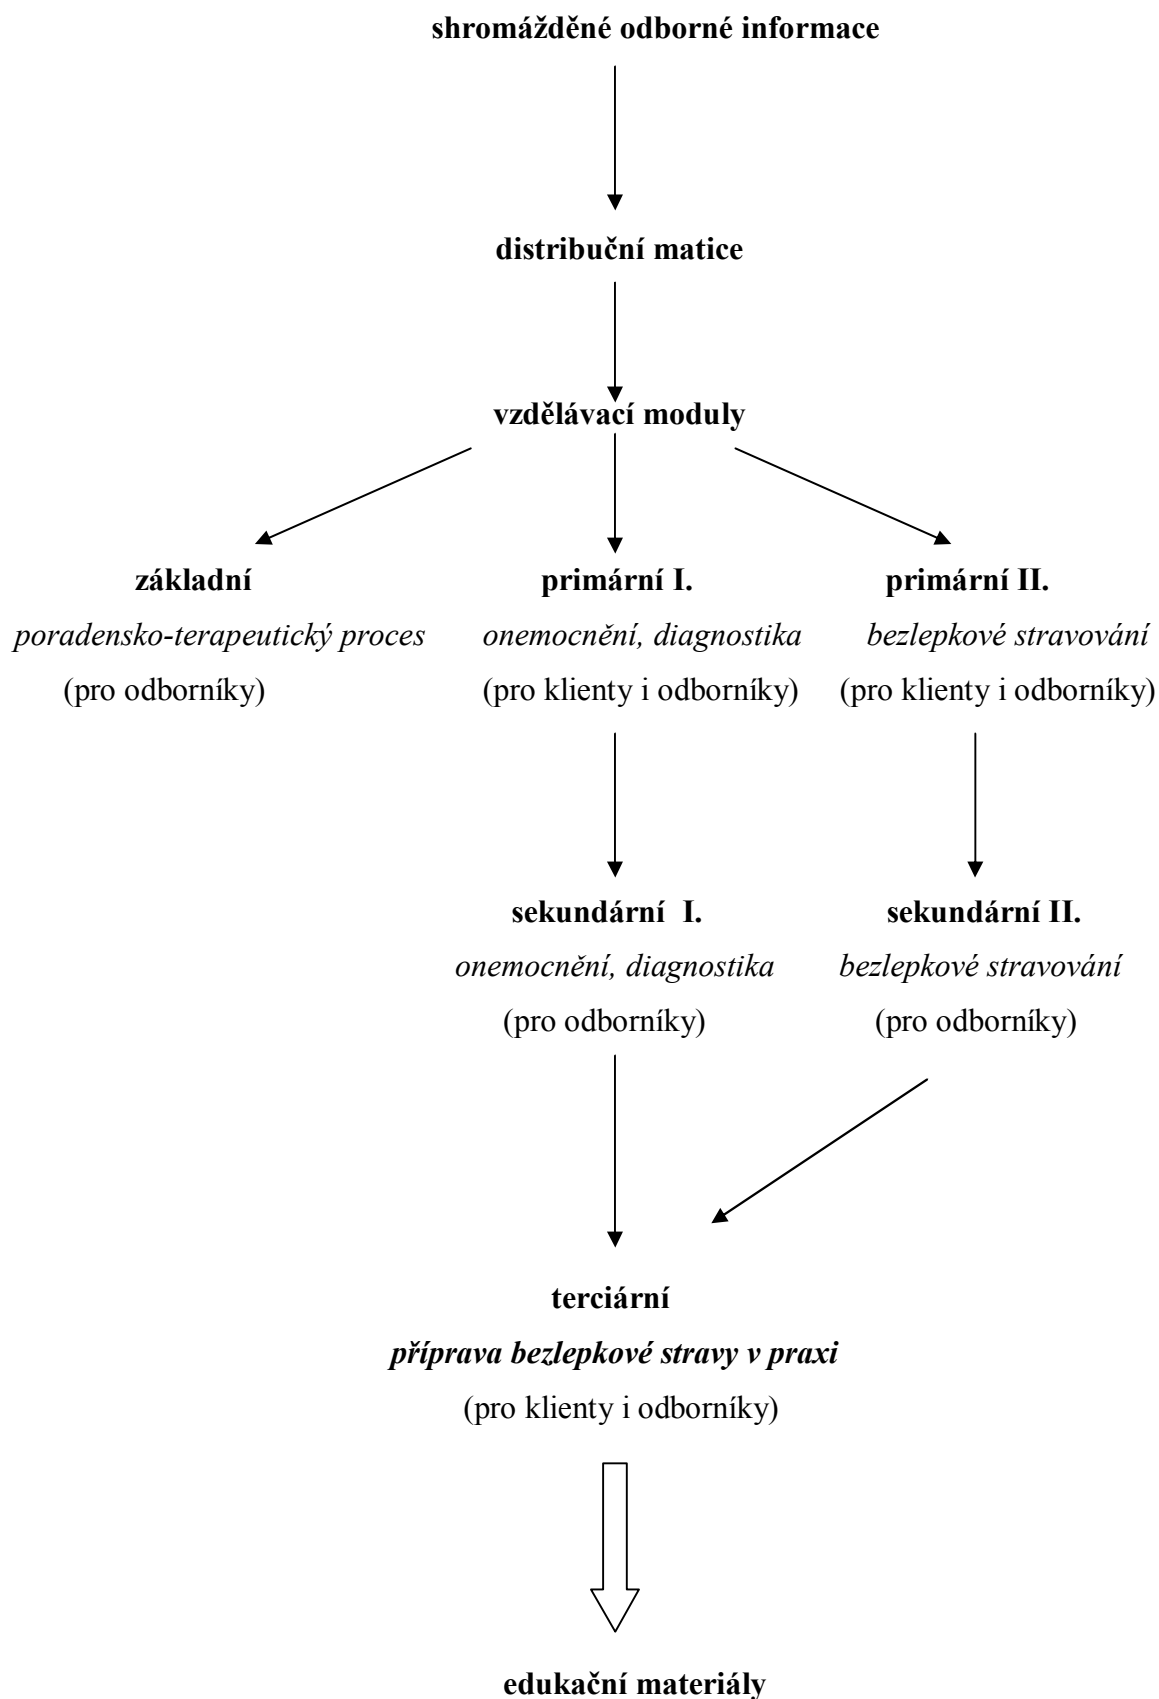 shromážděné odborné informace
distribuční matice
vzdělávací moduly
základní
poradensko-terapeutický proces
(pro odborníky)
primární I.
onemocnění, diagnostika
(pro klienty i odborníky)
primární II.
bezlepkové stravování
(pro klienty i odborníky)
sekundární I.
onemocnění, diagnostika
(pro odborníky)
sekundární II.
bezlepkové stravování
(pro odborníky)
terciární
příprava bezlepkové stravy v praxi
(pro klienty i odborníky)
edukační materiály